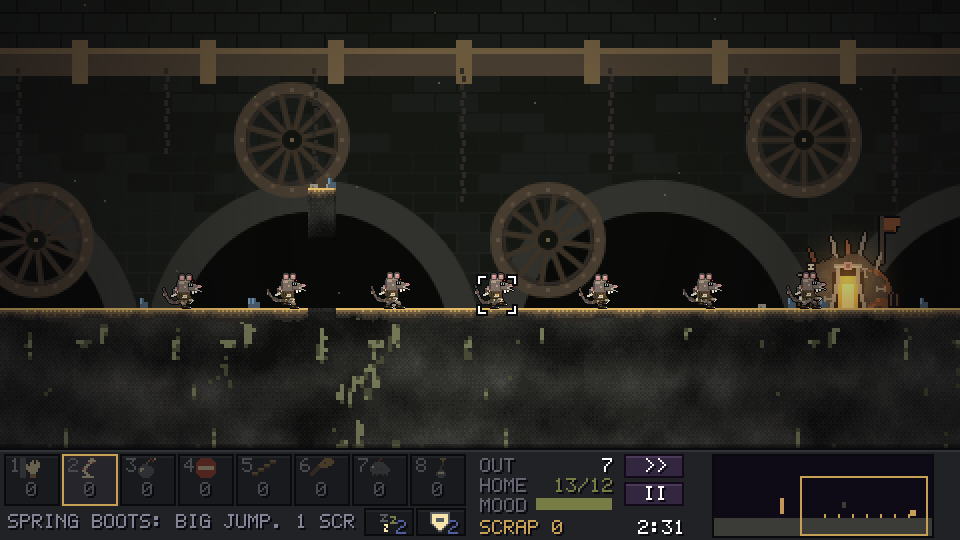 1 2 3 4 5 6 7 8
0 0 0 0 0 0 0 0
SPRING BOOTS: BIG JUMP. 1 SCR
zzz 2 2
OUT 7
HOME 13/12
MOOD
SCRAP 0 2:31
>>
II